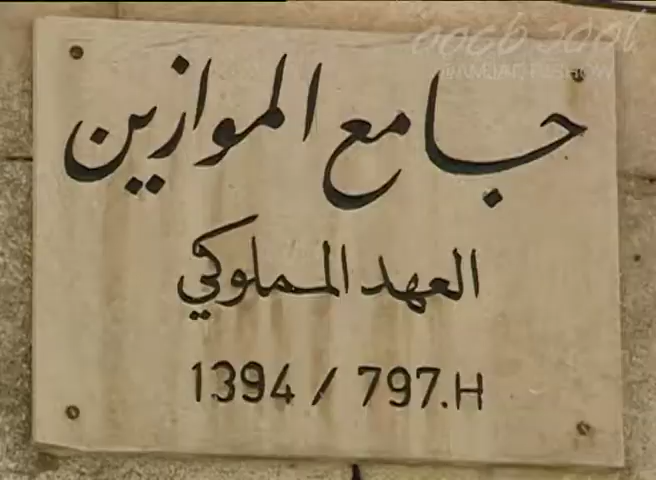 جامع الموازين
العهد المملوكي
1394 / 797.H